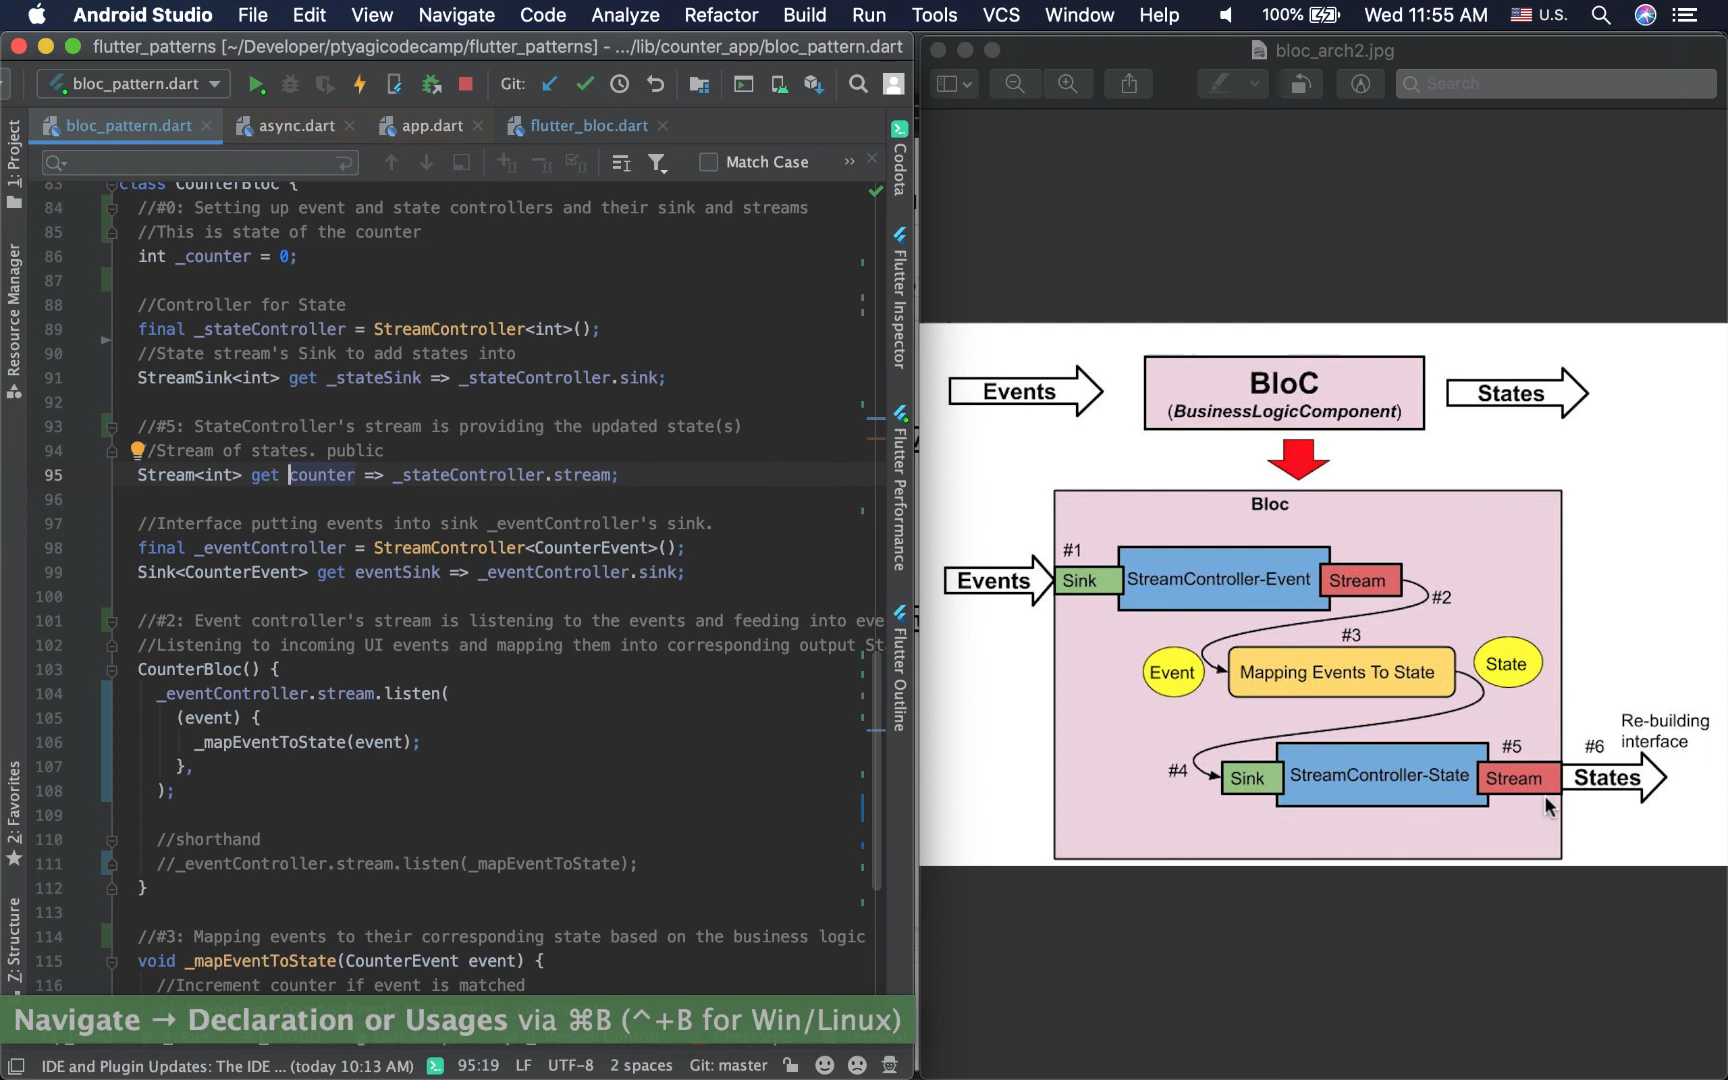 Android Studio File Edit View Navigate Code Analyze Refactor Build Run Tools VCS Window Help 100% Wed 11:55 AM U.S.
flutter_patterns [~/Developer/ptyagicodecamp/flutter_patterns] - .../lib/counter_app/bloc_pattern.dart
bloc_arch2.jpg
bloc_pattern.dart Git:
Search
bloc_pattern.dart async.dart app.dart flutter_bloc.dart
Match Case
1: Project
Resource Manager
2: Favorites
Z: Structure
Codota
Flutter Inspector
Flutter Performance
Flutter Outline
83 class CounterBloc {
84 //#0: Setting up event and state controllers and their sink and streams
85 //This is state of the counter
86 int _counter = 0;
87
88 //Controller for State
89 final _stateController = StreamController<int>();
90 //State stream's Sink to add states into
91 StreamSink<int> get _stateSink => _stateController.sink;
92
93 //#5: StateController's stream is providing the updated state(s)
94 //Stream of states. public
95 Stream<int> get counter => _stateController.stream;
96
97 //Interface putting events into sink _eventController's sink.
98 final _eventController = StreamController<CounterEvent>();
99 Sink<CounterEvent> get eventSink => _eventController.sink;
100
101 //#2: Event controller's stream is listening to the events and feeding into eve
102 //Listening to incoming UI events and mapping them into corresponding output St
103 CounterBloc() {
104 _eventController.stream.listen(
105 (event) {
106 _mapEventToState(event);
107 },
108 );
109
110 //shorthand
111 //_eventController.stream.listen(_mapEventToState);
112 }
113
114 //#3: Mapping events to their corresponding state based on the business logic
115 void _mapEventToState(CounterEvent event) {
116 //Increment counter if event is matched
Navigate → Declaration or Usages via ⌘B (^+B for Win/Linux)
IDE and Plugin Updates: The IDE ... (today 10:13 AM) 95:19 LF UTF-8 2 spaces Git: master
Events
BloC
(BusinessLogicComponent)
States
Bloc
#1
Events Sink StreamController-Event Stream
#2
#3
Event Mapping Events To State State
Re-building
interface
#4 Sink StreamController-State Stream #5
#6 States